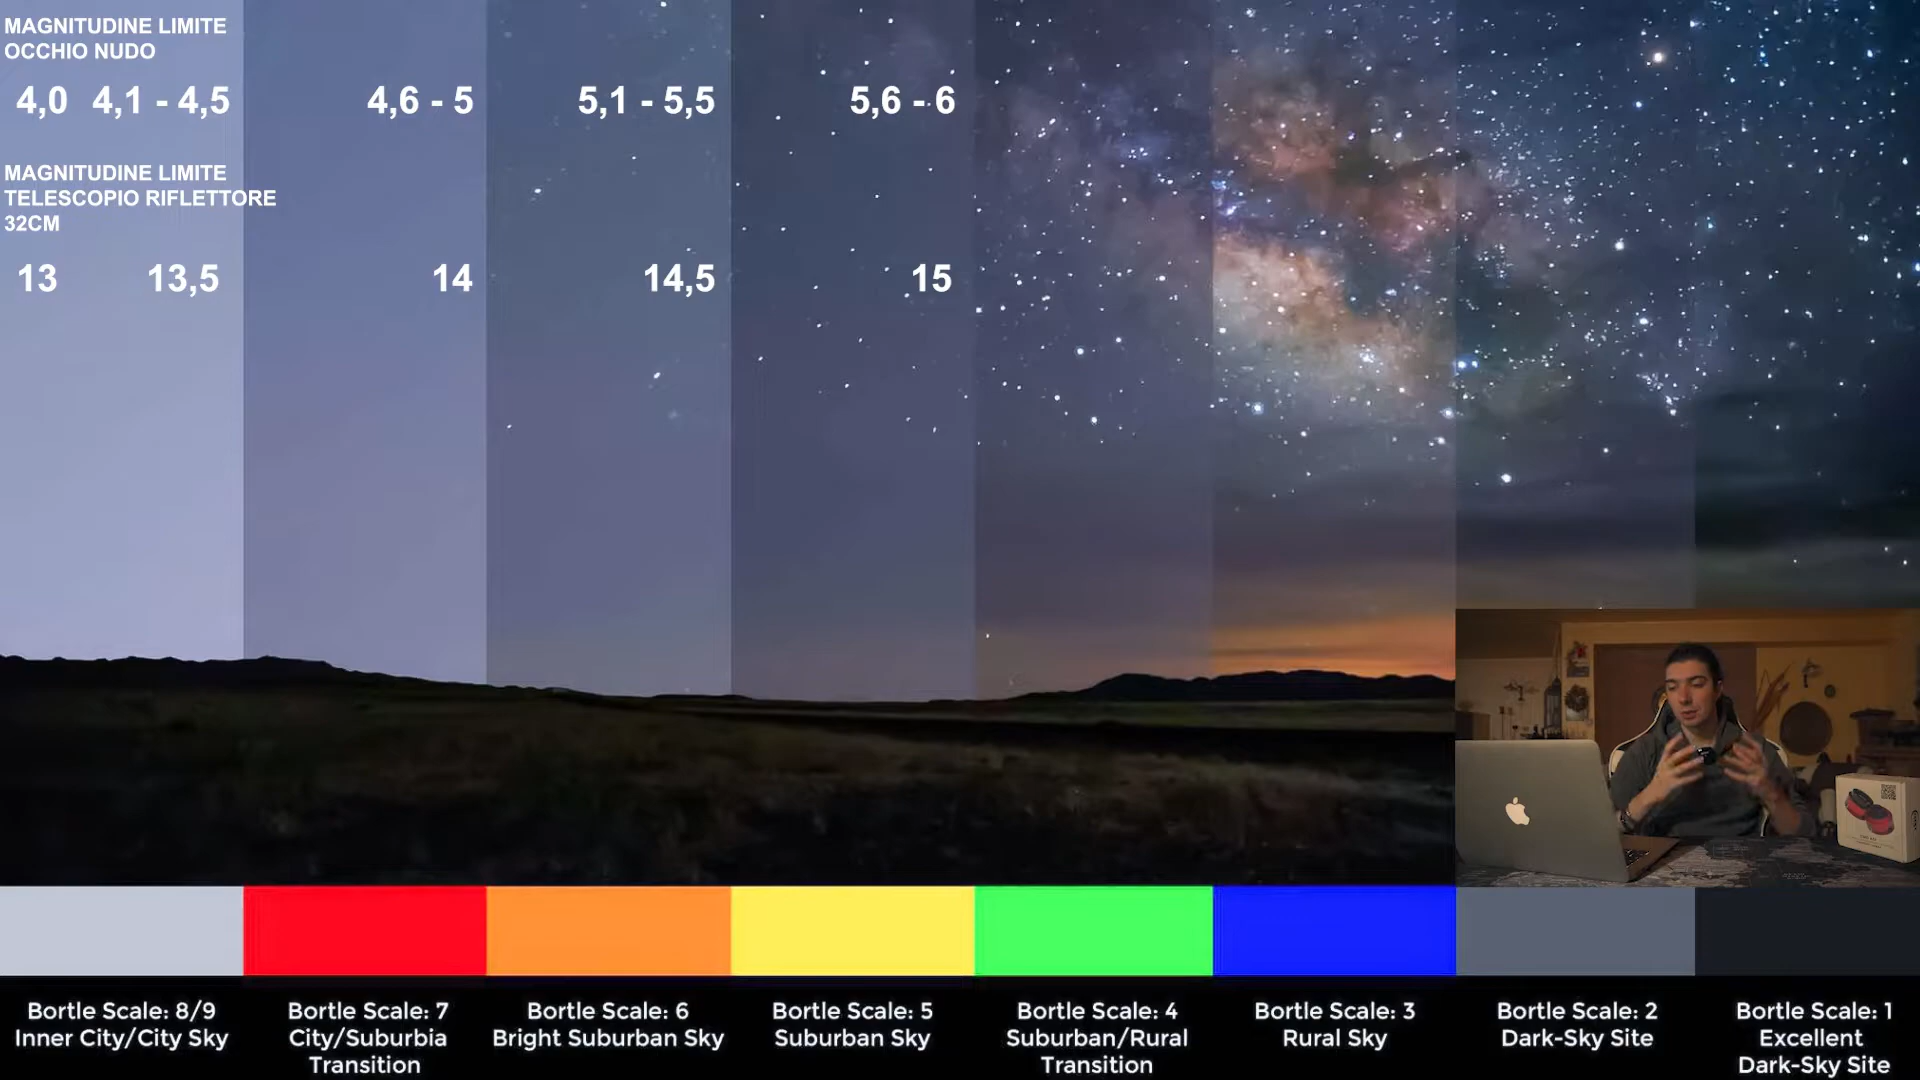 MAGNITUDINE LIMITE
OCCHIO NUDO
4,0 4,1 - 4,5 4,6 - 5 5,1 - 5,5 5,6 - 6
MAGNITUDINE LIMITE
TELESCOPIO RIFLETTORE
32CM
13 13,5 14 14,5 15
Bortle Scale: 8/9
Inner City/City Sky
Bortle Scale: 7
City/Suburbia
Transition
Bortle Scale: 6
Bright Suburban Sky
Bortle Scale: 5
Suburban Sky
Bortle Scale: 4
Suburban/Rural
Transition
Bortle Scale: 3
Rural Sky
Bortle Scale: 2
Dark-Sky Site
Bortle Scale: 1
Excellent
Dark-Sky Site